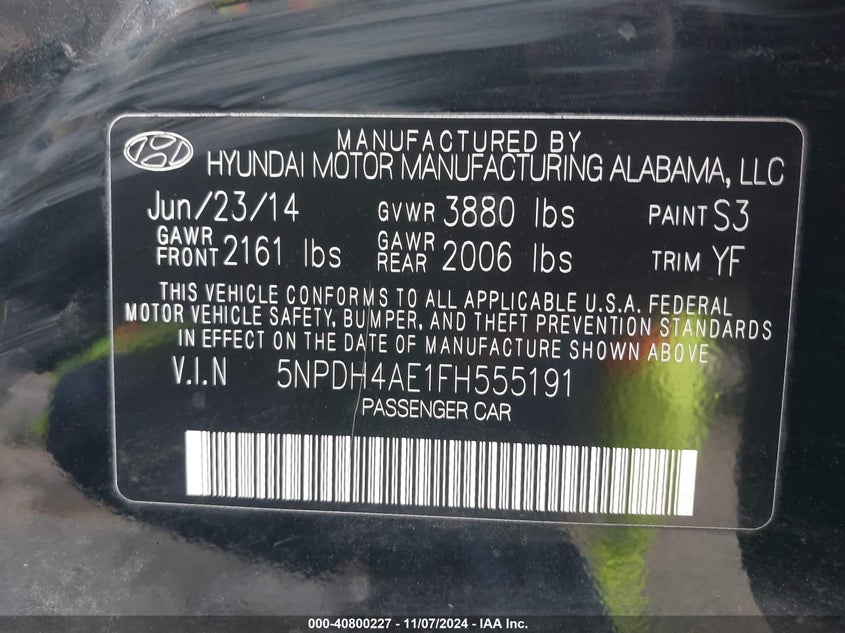 MANUFACTURED BY
HYUNDAI MOTOR MANUFACTURING ALABAMA, LLC
Jun/23/14 GVWR 3880 lbs PAINT S3
GAWR FRONT 2161 lbs GAWR REAR 2006 lbs TRIM YF
THIS VEHICLE CONFORMS TO ALL APPLICABLE U.S.A. FEDERAL
MOTOR VEHICLE SAFETY, BUMPER, AND THEFT PREVENTION STANDARDS
IN EFFECT ON THE DATE OF MANUFACTURE SHOWN ABOVE
V.I.N 5NPDH4AE1FH555191
PASSENGER CAR
000-40800227 - 11/07/2024 - IAA Inc.